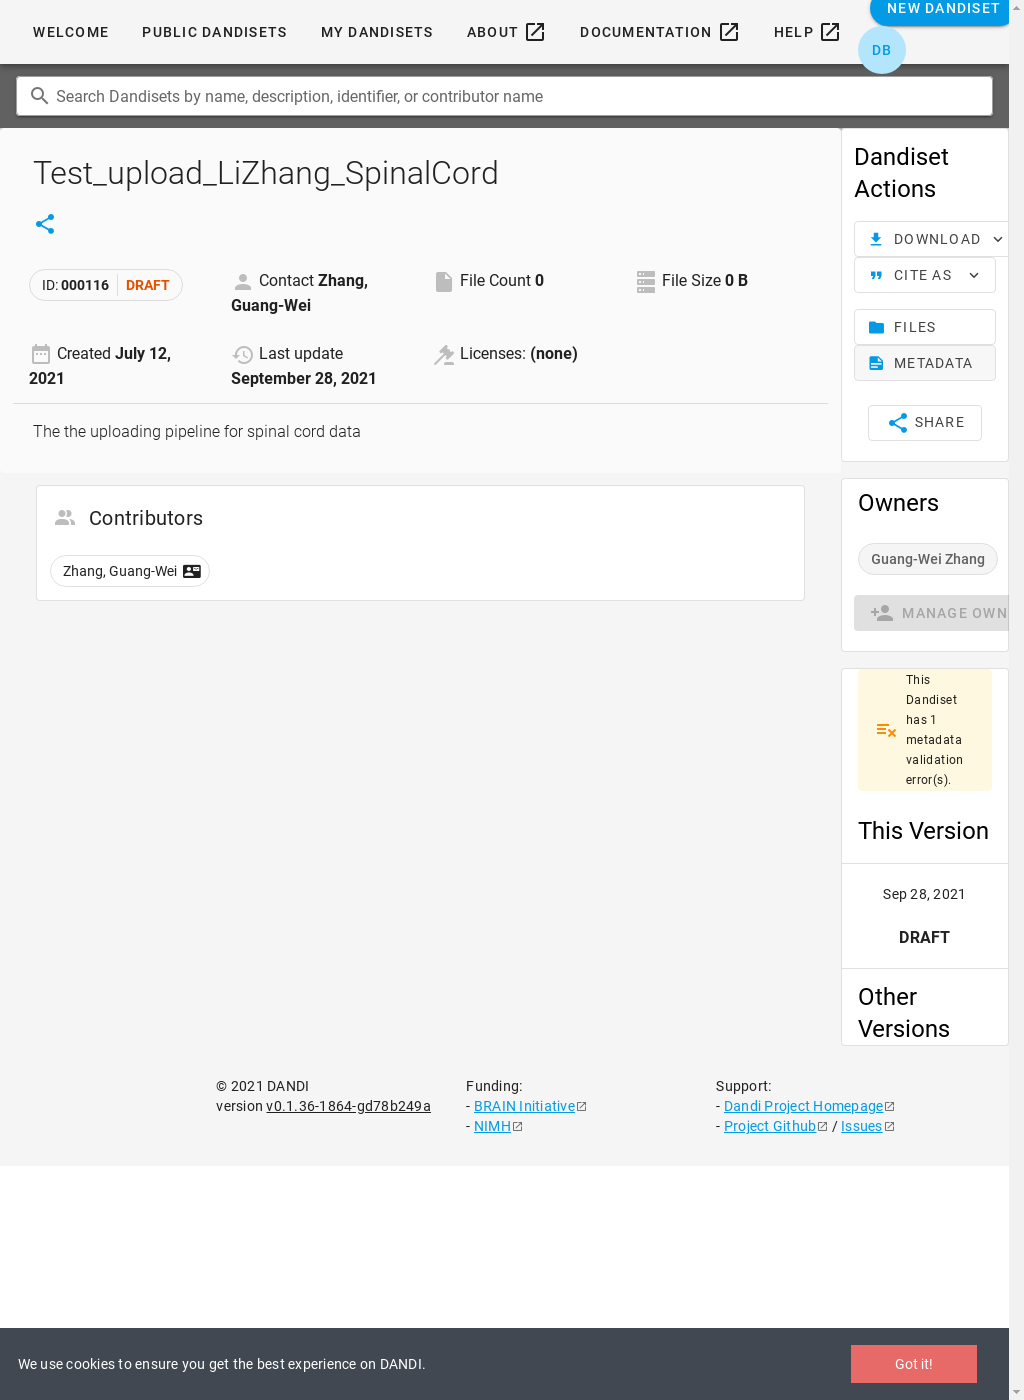 WELCOME PUBLIC DANDISETS MY DANDISETS ABOUT DOCUMENTATION HELP NEW DANDISET
DB
Search Dandisets by name, description, identifier, or contributor name
Test_upload_LiZhang_SpinalCord
ID: 000116 DRAFT
Contact Zhang,
Guang-Wei
File Count 0
File Size 0 B
Created July 12,
2021
Last update
September 28, 2021
Licenses: (none)
The the uploading pipeline for spinal cord data
Contributors
Zhang, Guang-Wei
Dandiset
Actions
DOWNLOAD
CITE AS
FILES
METADATA
SHARE
Owners
Guang-Wei Zhang
MANAGE OWN
This
Dandiset
has 1
metadata
validation
error(s).
This Version
Sep 28, 2021
DRAFT
Other
Versions
© 2021 DANDI
version v0.1.36-1864-gd78b249a
Funding:
- BRAIN Initiative
- NIMH
Support:
- Dandi Project Homepage
- Project Github / Issues
We use cookies to ensure you get the best experience on DANDI.
Got it!